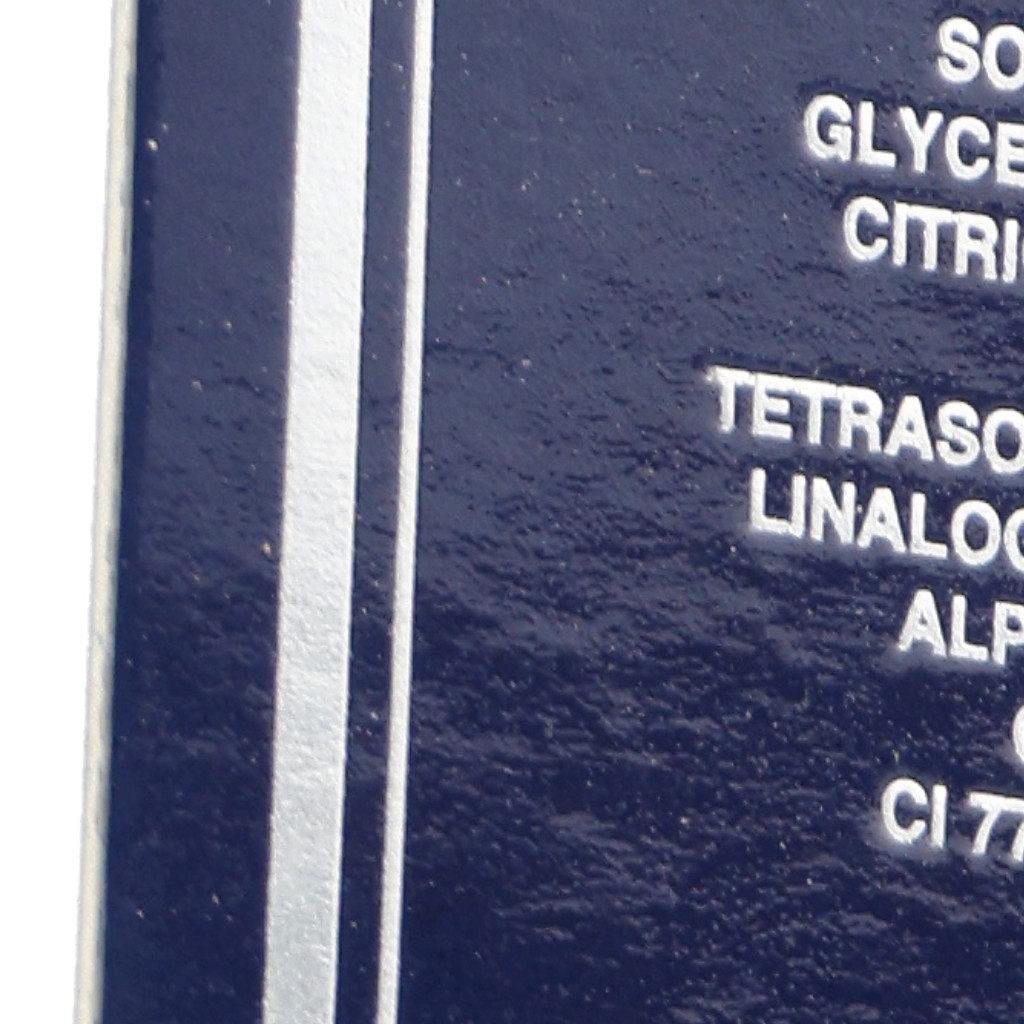 SO
GLYCE
CITRI
TETRASO
LINALOO
ALP
CI 77